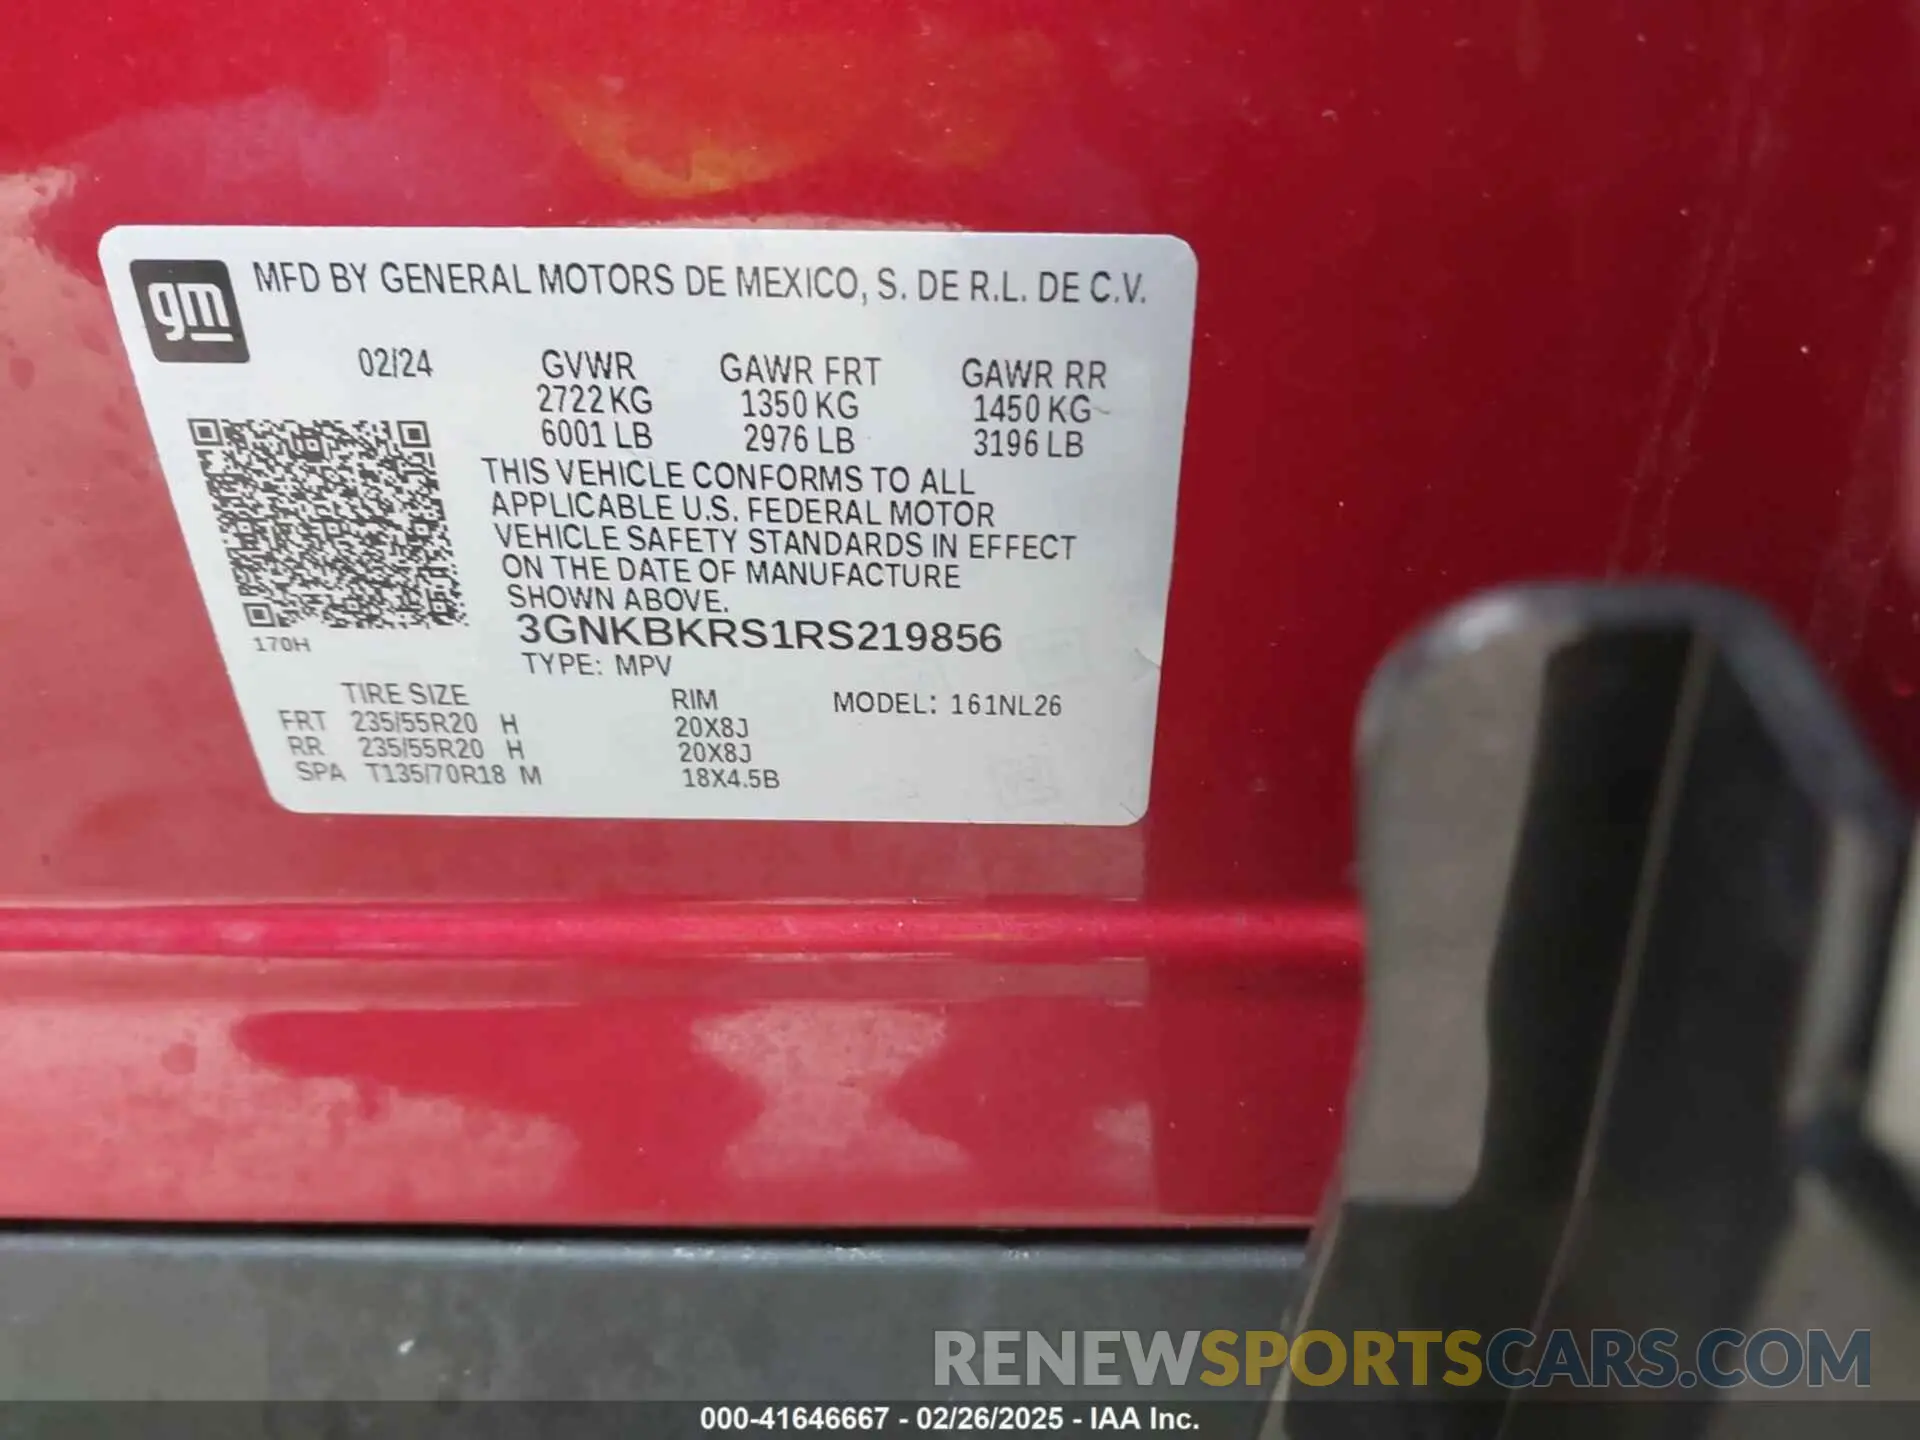 gm
MFD BY GENERAL MOTORS DE MEXICO, S. DE R.L. DE C.V.
02/24 GVWR GAWR FRT GAWR RR
2722 KG 1350 KG 1450 KG
6001 LB 2976 LB 3196 LB
THIS VEHICLE CONFORMS TO ALL
APPLICABLE U.S. FEDERAL MOTOR
VEHICLE SAFETY STANDARDS IN EFFECT
ON THE DATE OF MANUFACTURE
SHOWN ABOVE.
3GNKBKRS1RS219856
170H
TYPE: MPV
TIRE SIZE RIM MODEL: 161NL26
FRT 235/55R20 H 20X8J
RR 235/55R20 H 20X8J
SPA T135/70R18 M 18X4.5B
RENEWSPORTSCARS.COM
000-41646667 - 02/26/2025 - IAA Inc.